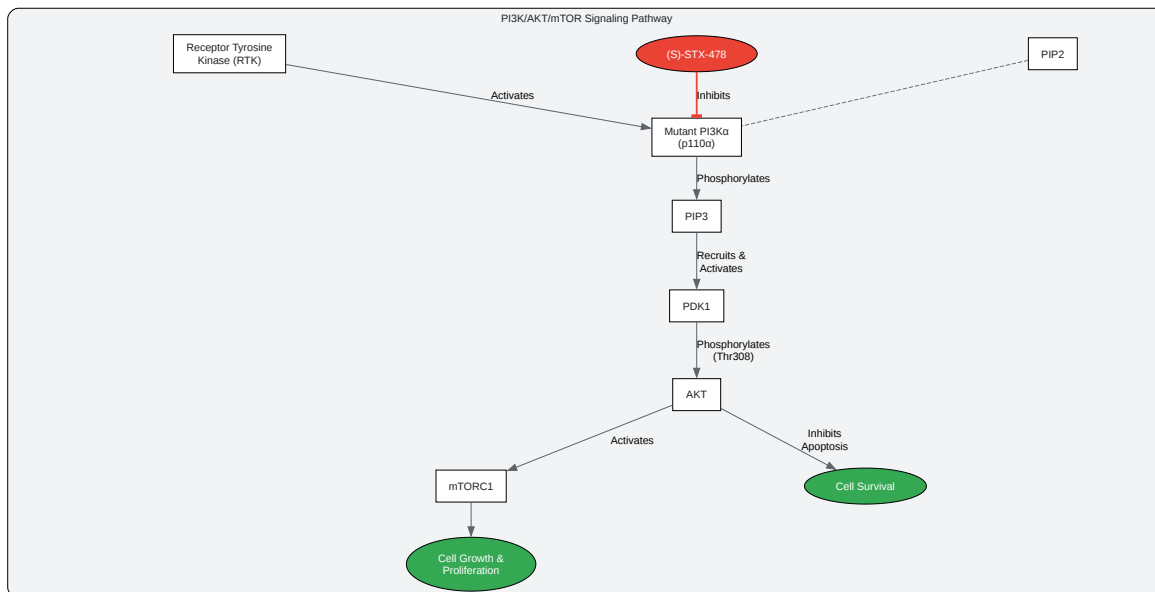 PI3K/AKT/mTOR Signaling Pathway
Receptor Tyrosine
Kinase (RTK)
(S)-STX-478
PIP2
Activates
Inhibits
Mutant PI3Kα
(p110α)
Phosphorylates
PIP3
Recruits &
Activates
PDK1
Phosphorylates
(Thr308)
AKT
Activates
Inhibits
Apoptosis
mTORC1
Cell Survival
Cell Growth &
Proliferation